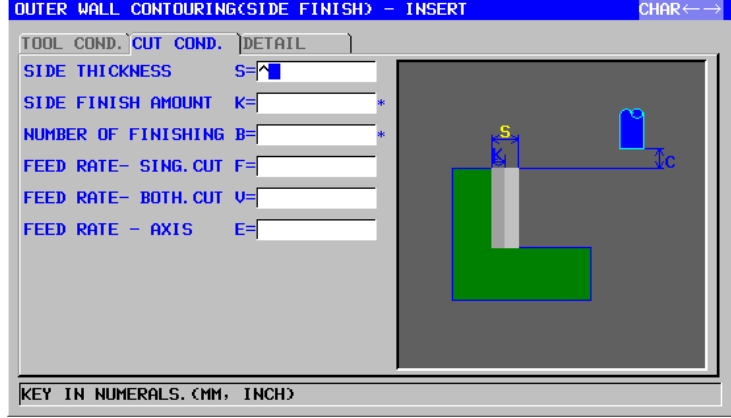 OUTER WALL CONTOURING(SIDE FINISH) - INSERT CHAR←→
TOOL COND. CUT COND. DETAIL
SIDE THICKNESS S=^
SIDE FINISH AMOUNT K= *
NUMBER OF FINISHING B= *
FEED RATE- SING.CUT F=
FEED RATE- BOTH.CUT V=
FEED RATE - AXIS E=
S
K
C
KEY IN NUMERALS.(MM, INCH)